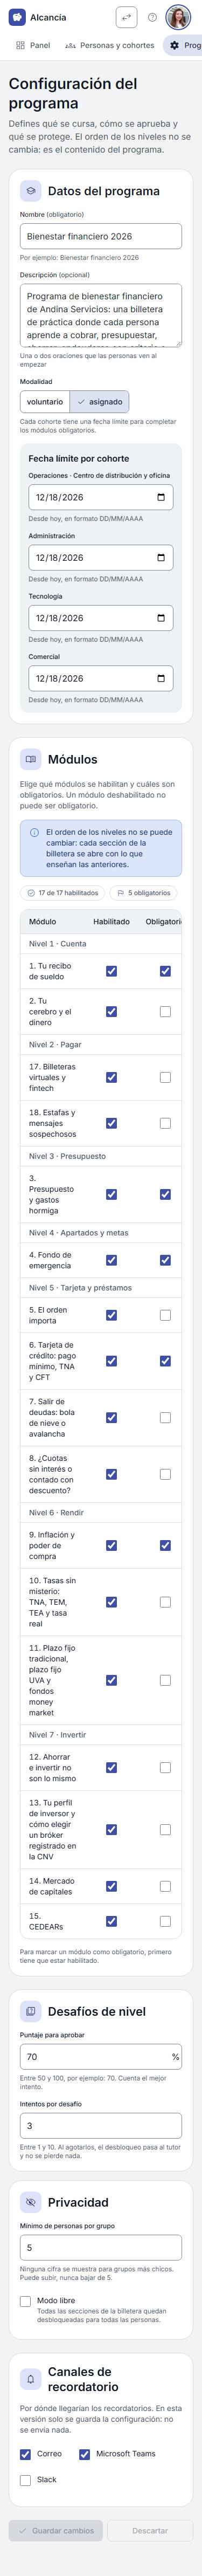 Alcancía
Panel
Personas y cohortes
Prog
Configuración del
programa
Define qué se cursa, cómo se aprueba y
qué se protege. El orden de los niveles no se
cambia: es el contenido del programa.
Datos del programa
Nombre (obligatorio)
Bienestar financiero 2026
Por ejemplo: Bienestar financiero 2026
Descripción (opcional)
Programa de bienestar financiero
de Andina Servicios: una billetera
de práctica donde cada persona
aprende a cobrar, presupuestar,
Una o dos oraciones que las personas ven al
empezar
Modalidad
voluntario
asignado
Cada cohorte tiene una fecha límite para completar
los módulos obligatorios.
Fecha límite por cohorte
Operaciones · Centro de distribución y oficina
12/18/2026
Desde hoy, en formato DD/MM/AAAA
Administración
12/18/2026
Desde hoy, en formato DD/MM/AAAA
Tecnología
12/18/2026
Desde hoy, en formato DD/MM/AAAA
Comercial
12/18/2026
Desde hoy, en formato DD/MM/AAAA
Módulos
Elige qué módulos se habilitan y cuáles son
obligatorios. Un módulo deshabilitado no
puede ser obligatorio.
El orden de los niveles no se puede
cambiar: cada sección de la
billetera se abre con lo que
enseñan las anteriores.
17 de 17 habilitados
5 obligatorios
Módulo Habilitado Obligatorio
Nivel 1 · Cuenta
1. Tu recibo
de sueldo
2. Tu
cerebro y el
dinero
Nivel 2 · Pagar
17. Billeteras
virtuales y
fintech
18. Estafas y
mensajes
sospechosos
Nivel 3 · Presupuesto
3.
Presupuesto
y gastos
hormiga
Nivel 4 · Apartados y metas
4. Fondo de
emergencia
Nivel 5 · Tarjeta y préstamos
5. El orden
importa
6. Tarjeta de
crédito: pago
mínimo, TNA
y CFT
7. Salir de
deudas: bola
de nieve o
avalancha
8. ¿Cuotas
sin interés o
contado con
descuento?
Nivel 6 · Rendir
9. Inflación y
poder de
compra
10. Tasas sin
misterio:
TNA, TEM,
TEA y tasa
real
11. Plazo fijo
tradicional,
plazo fijo
UVA y
fondos
money
market
Nivel 7 · Invertir
12. Ahorrar
e invertir no
son lo mismo
13. Tu perfil
de inversor y
cómo elegir
un bróker
registrado en
la CNV
14. Mercado
de capitales
15.
CEDEARs
Para marcar un módulo como obligatorio, primero
tiene que estar habilitado.
Desafíos de nivel
Puntaje para aprobar
70 %
Entre 50 y 100, por ejemplo: 70. Cuenta el mejor
intento.
Intentos por desafío
3
Entre 1 y 10. Al agotarlos, el desbloqueo pasa al tutor
y no se pierde nada.
Privacidad
Mínimo de personas por grupo
5
Ninguna cifra se muestra para grupos más chicos.
Puede subir, nunca bajar de 5.
Modo libre
Todas las secciones de la billetera quedan
desbloqueadas para todas las personas.
Canales de
recordatorio
Por dónde llegarían los recordatorios. En esta
versión solo se guarda la configuración: no
se envía nada.
Correo
Microsoft Teams
Slack
Guardar cambios
Descartar